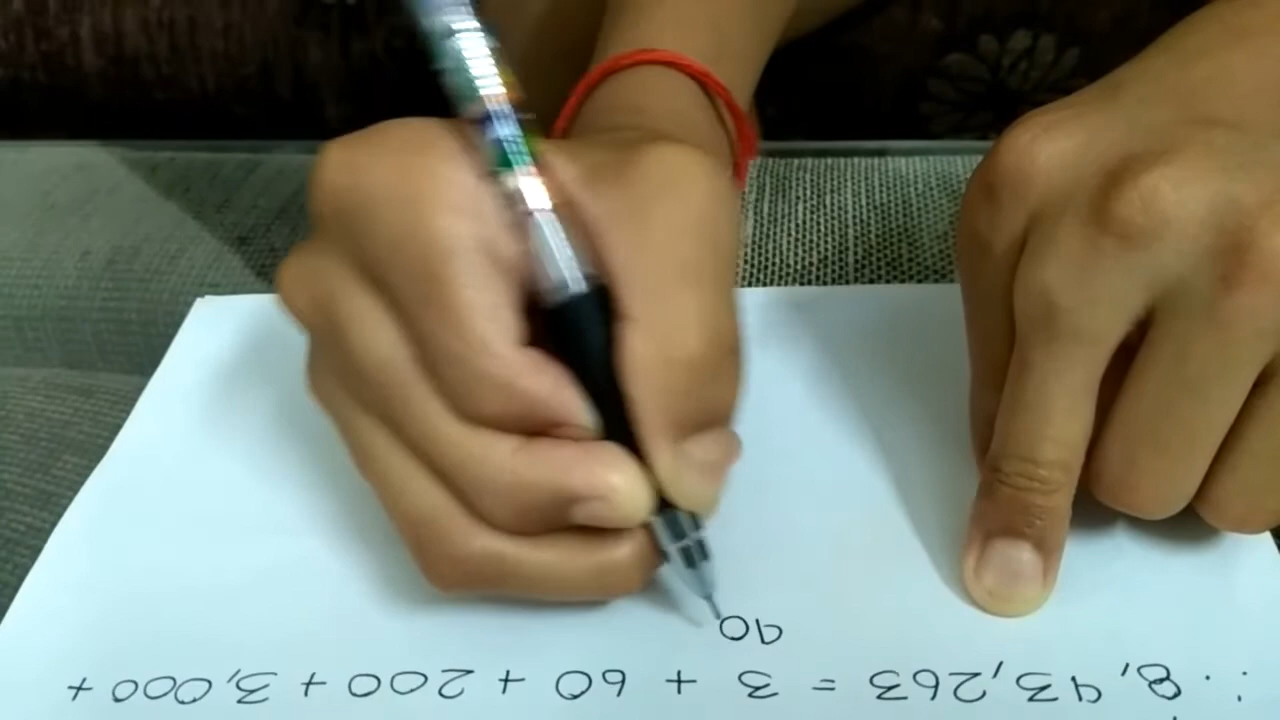 ∴ 8,43,263 = 3 + 60 + 200 + 3,000 +
40